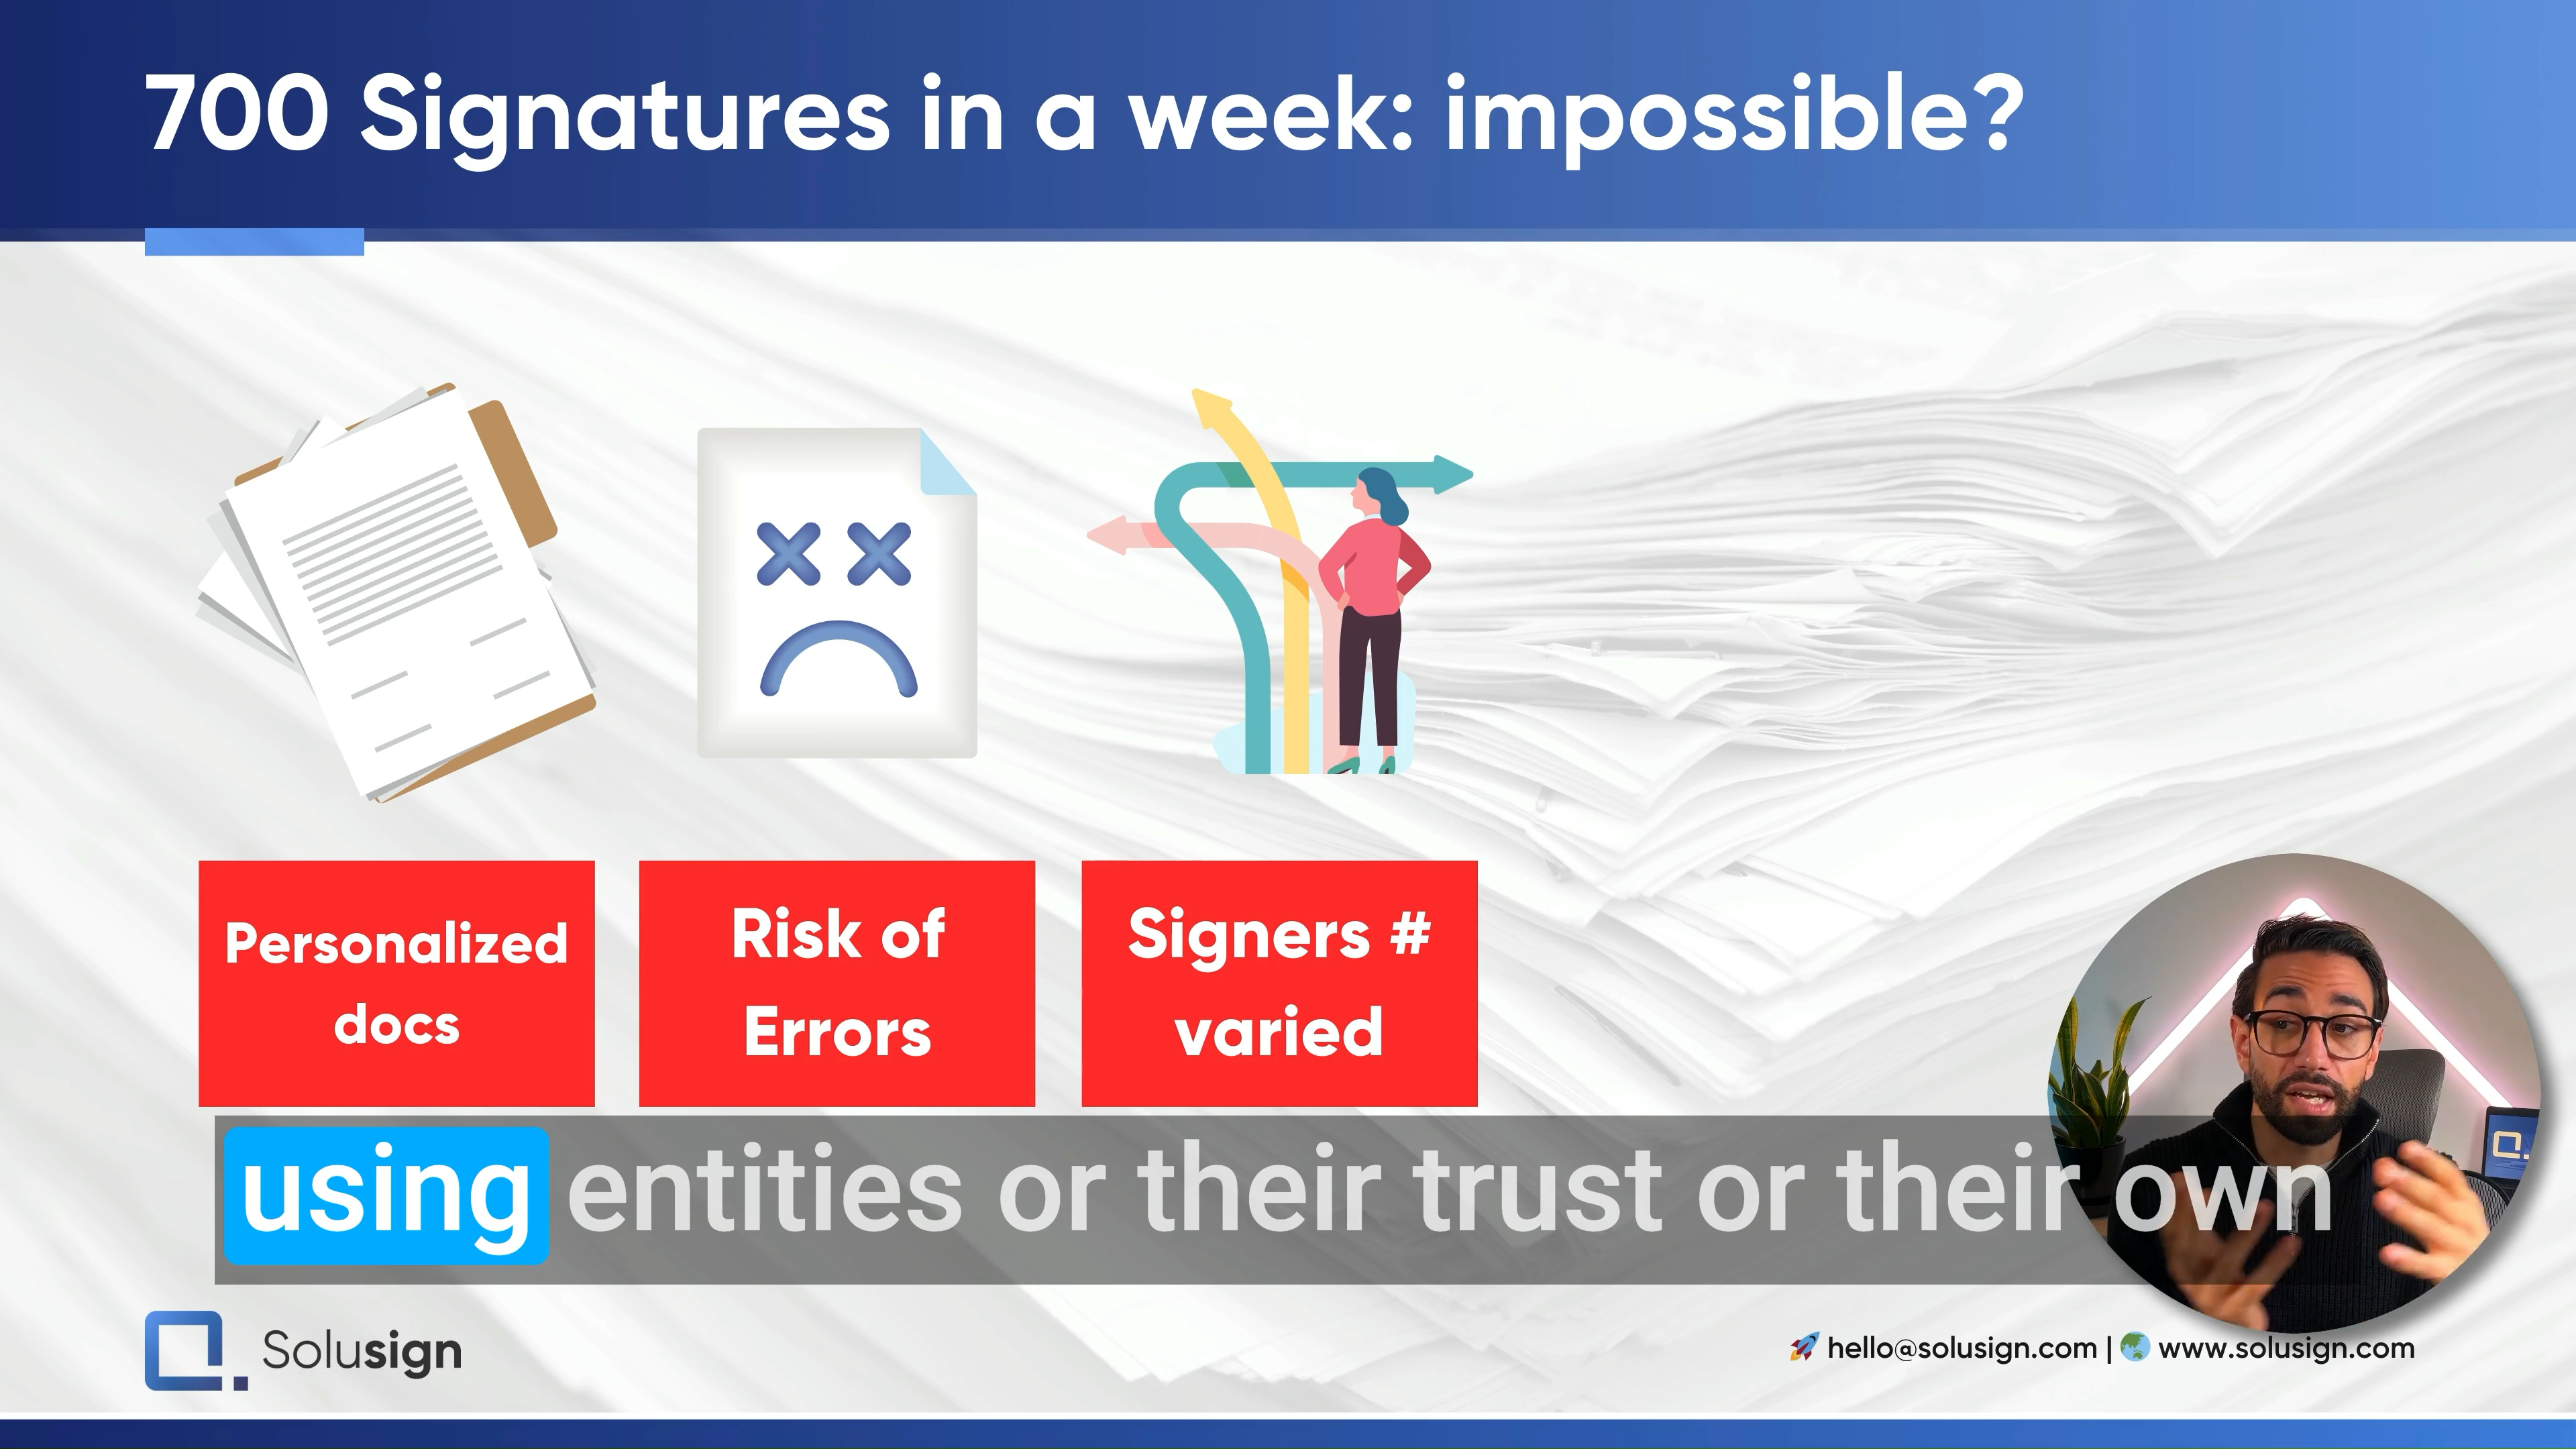 700 Signatures in a week: impossible?
Personalized
docs
Risk of
Errors
Signers #
varied
using entities or their trust or their own
Solusign
hello@solusign.com | www.solusign.com